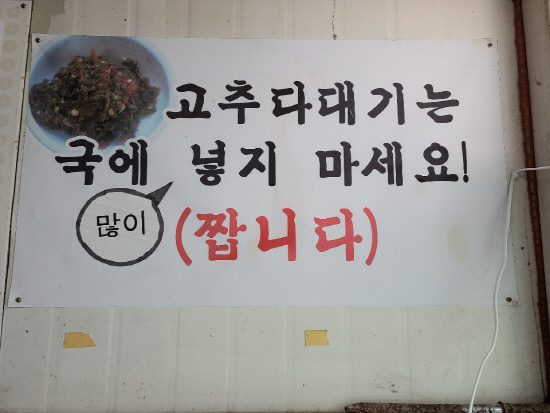 고추다대기는
국에 넣지 마세요!
많이
(짭니다)